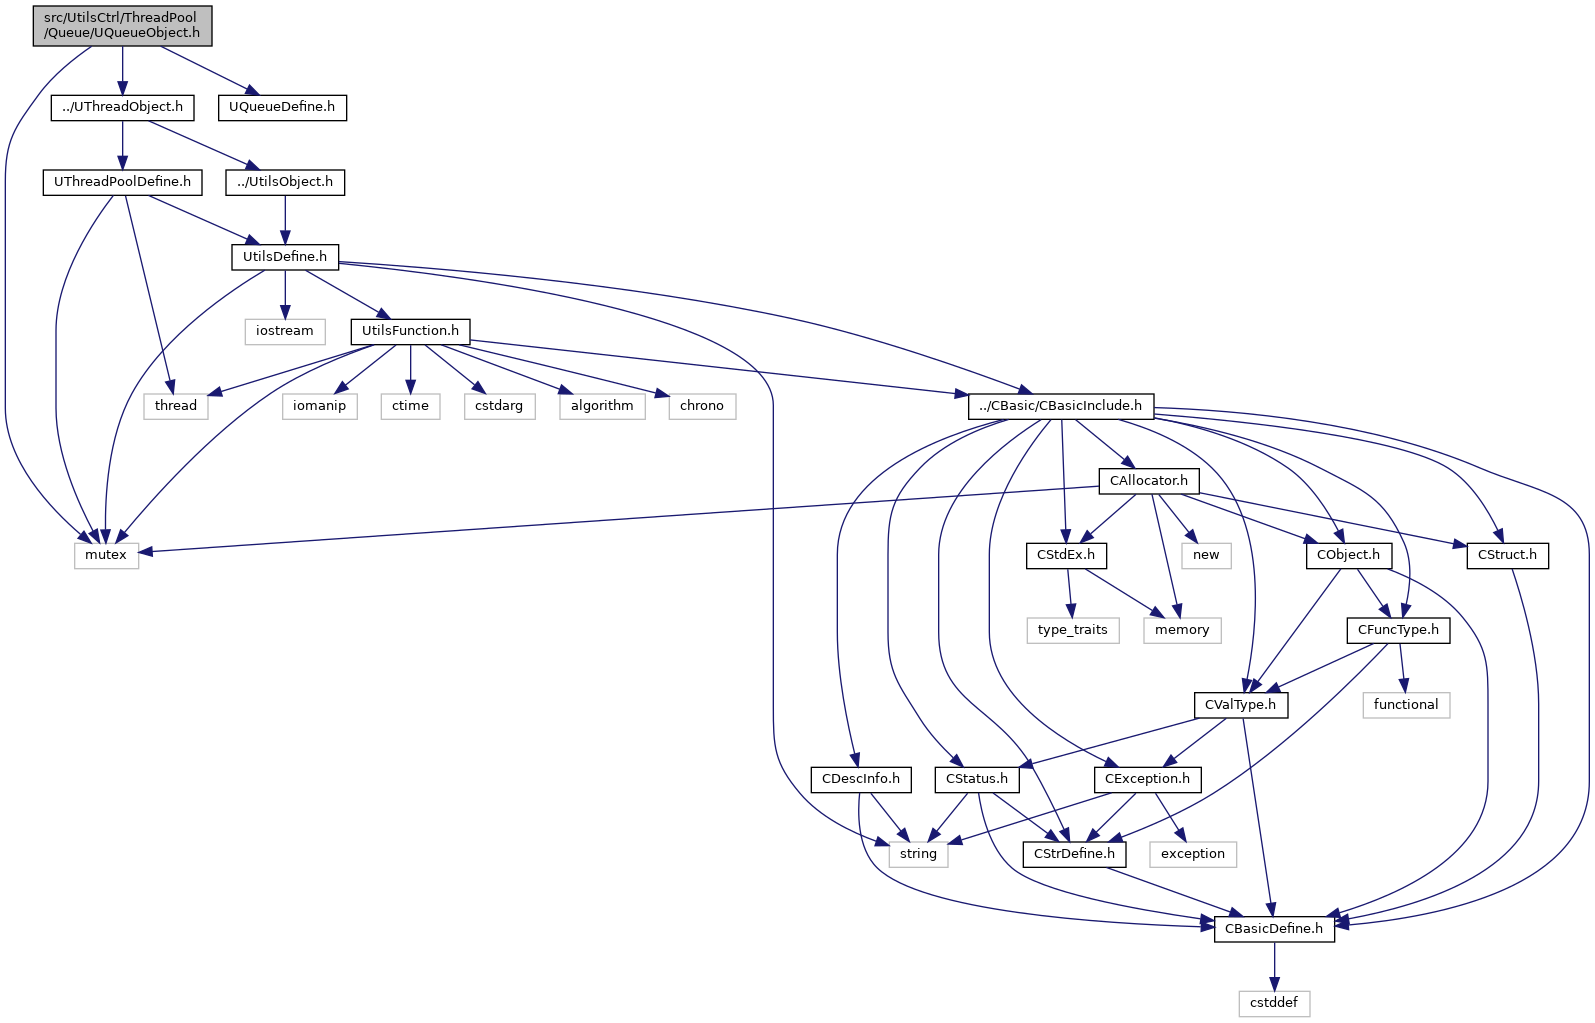 src/UtilsCtrl/ThreadPool
/Queue/UQueueObject.h
../UThreadObject.h
UQueueDefine.h
UThreadPoolDefine.h
../UtilsObject.h
UtilsDefine.h
iostream
UtilsFunction.h
thread
iomanip
ctime
cstdarg
algorithm
chrono
../CBasic/CBasicInclude.h
CAllocator.h
mutex
CStdEx.h
new
CObject.h
CStruct.h
type_traits
memory
CFuncType.h
CValType.h
functional
CDescInfo.h
CStatus.h
CException.h
string
CStrDefine.h
exception
CBasicDefine.h
cstddef